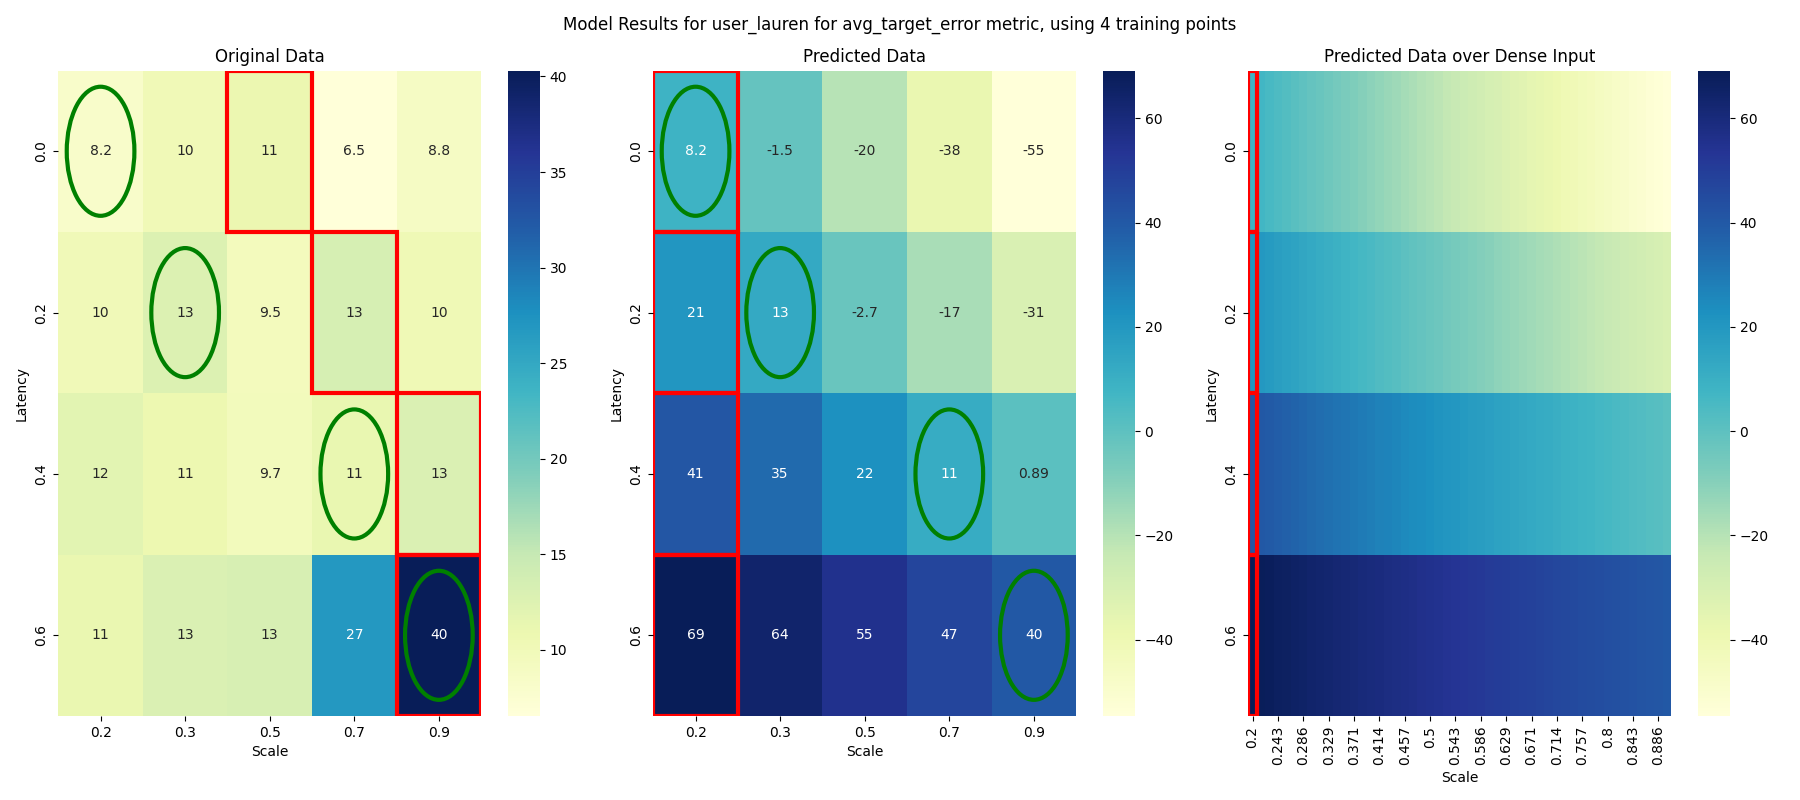 Model Results for user_lauren for avg_target_error metric, using 4 training points
Original Data
8.2 10 11 6.5 8.8
10 13 9.5 13 10
12 11 9.7 11 13
11 13 13 27 40
0.0
0.2
0.4
0.6
Latency
0.2 0.3 0.5 0.7 0.9
Scale
40
35
30
25
20
15
10
Predicted Data
8.2 -1.5 -20 -38 -55
21 13 -2.7 -17 -31
41 35 22 11 0.89
69 64 55 47 40
0.0
0.2
0.4
0.6
Latency
0.2 0.3 0.5 0.7 0.9
Scale
60
40
20
0
−20
−40
Predicted Data over Dense Input
0.0
0.2
0.4
0.6
Latency
0.2 0.243 0.286 0.329 0.371 0.414 0.457 0.5 0.543 0.586 0.629 0.671 0.714 0.757 0.8 0.843 0.886
Scale
60
40
20
0
−20
−40